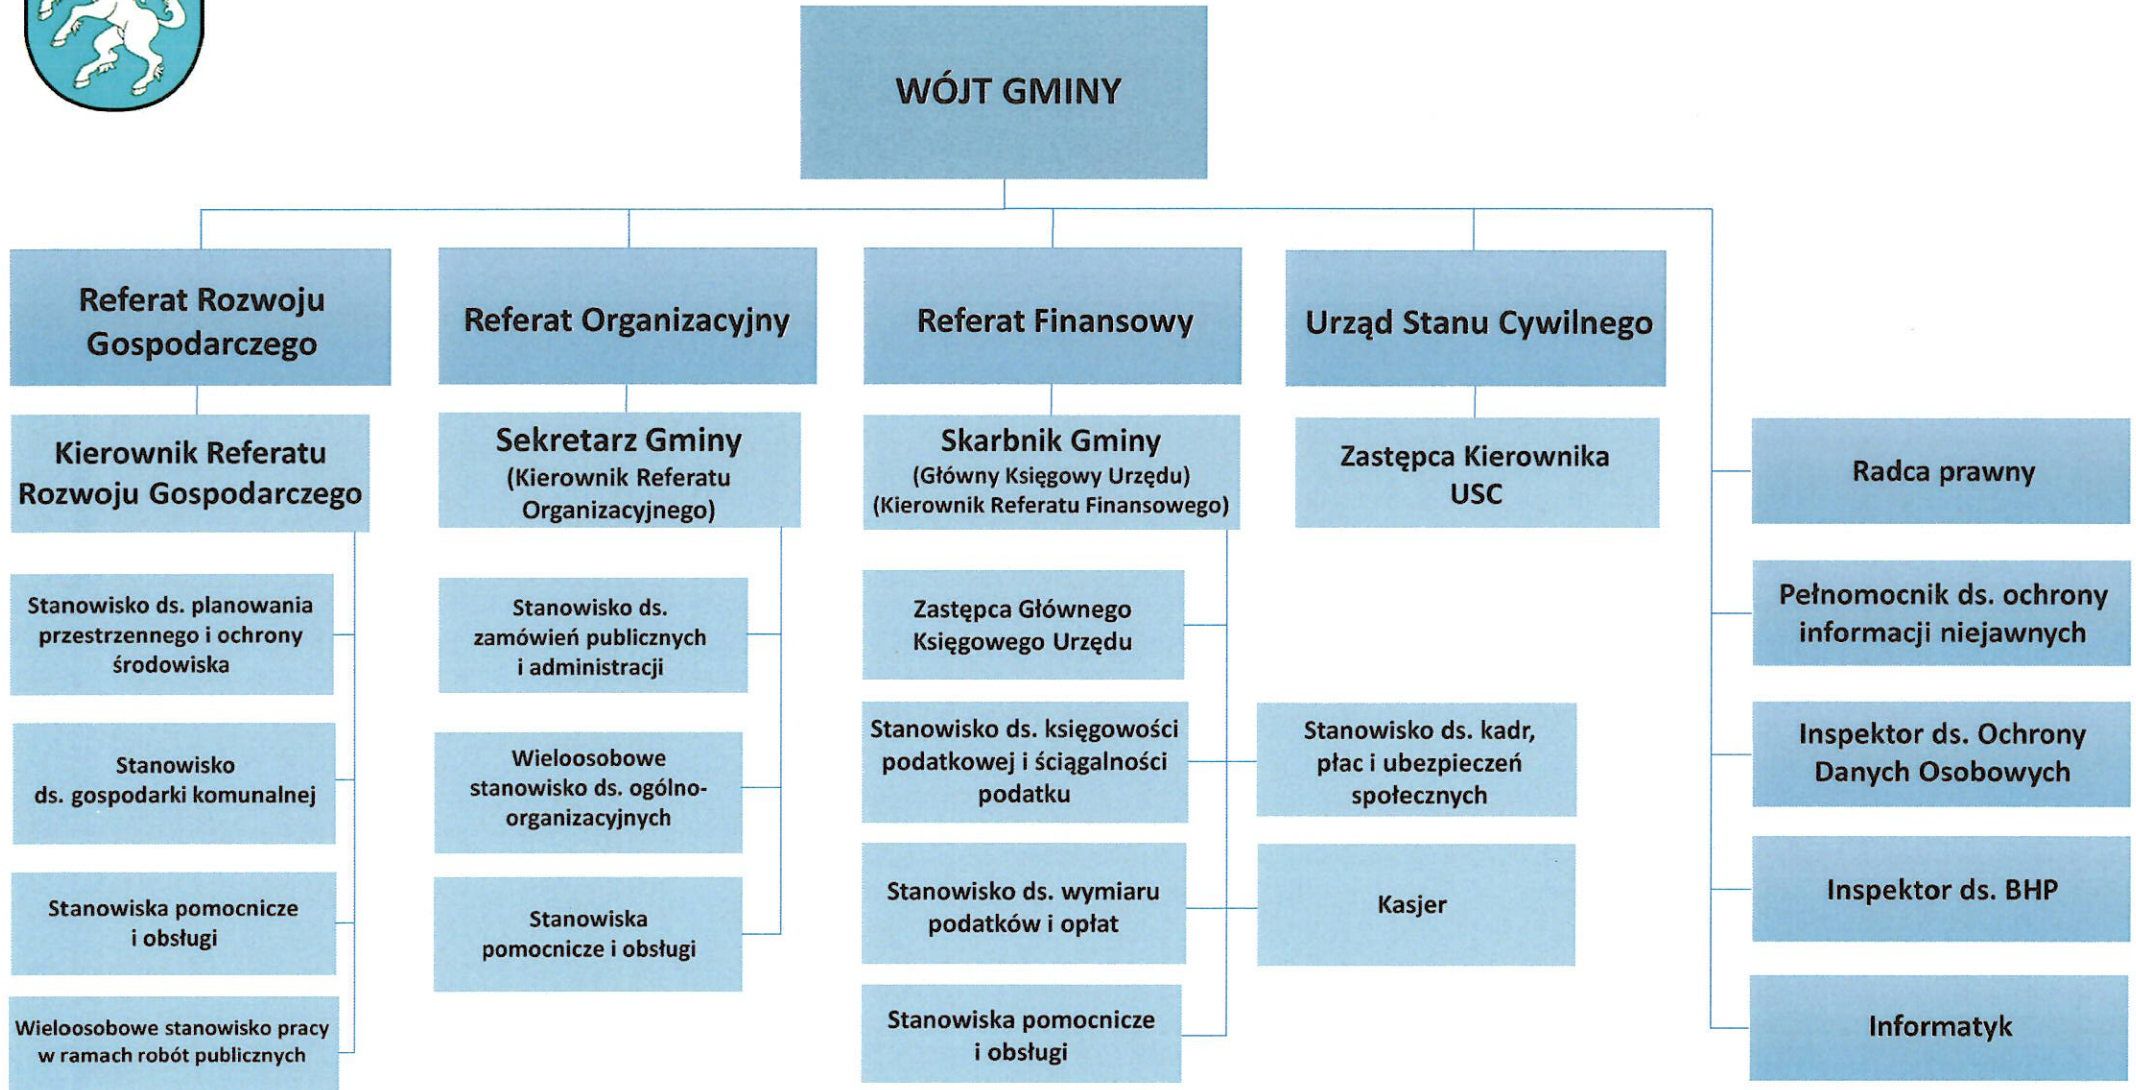 WÓJT GMINY
Referat Rozwoju
Gospodarczego
Kierownik Referatu
Rozwoju Gospodarczego
Stanowisko ds. planowania
przestrzennego i ochrony
środowiska
Stanowisko
ds. gospodarki komunalnej
Stanowiska pomocnicze
i obsługi
Wieloosobowe stanowisko pracy
w ramach robót publicznych
Referat Organizacyjny
Sekretarz Gminy
(Kierownik Referatu
Organizacyjnego)
Stanowisko ds.
zamówień publicznych
i administracji
Wieloosobowe
stanowisko ds. ogólno-
organizacyjnych
Stanowiska
pomocnicze i obsługi
Referat Finansowy
Skarbnik Gminy
(Główny Księgowy Urzędu)
(Kierownik Referatu Finansowego)
Zastępca Głównego
Księgowego Urzędu
Stanowisko ds. księgowości
podatkowej i ściągalności
podatku
Stanowisko ds. kadr,
płac i ubezpieczeń
społecznych
Stanowisko ds. wymiaru
podatków i opłat
Kasjer
Stanowiska pomocnicze
i obsługi
Urząd Stanu Cywilnego
Zastępca Kierownika
USC
Radca prawny
Pełnomocnik ds. ochrony
informacji niejawnych
Inspektor ds. Ochrony
Danych Osobowych
Inspektor ds. BHP
Informatyk